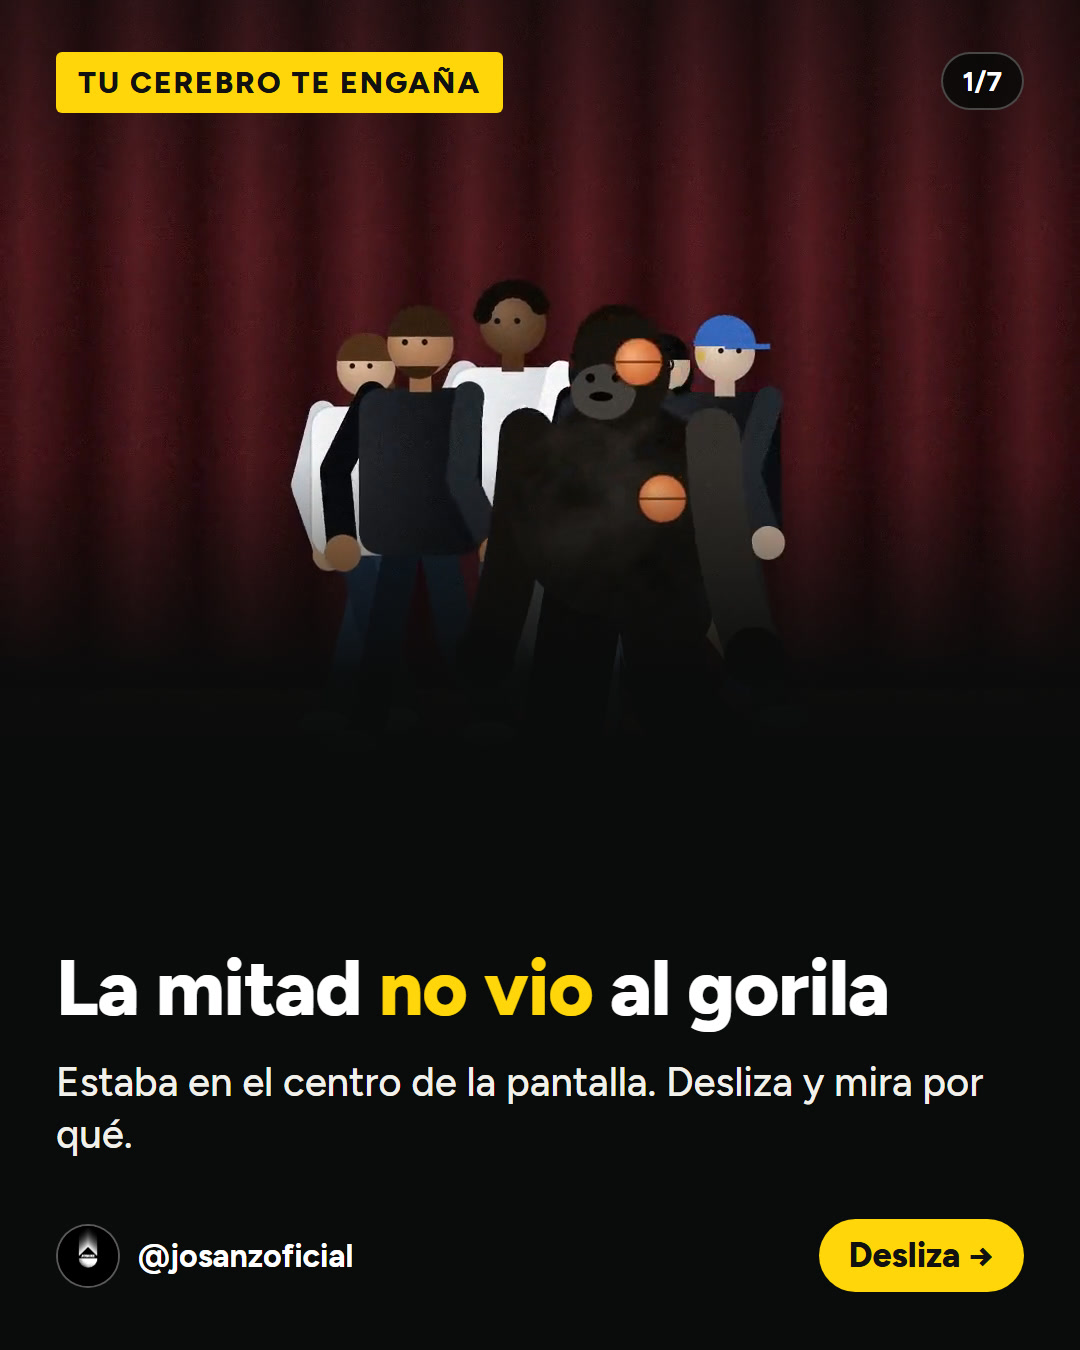 TU CEREBRO TE ENGAÑA
1/7
La mitad no vio al gorila
Estaba en el centro de la pantalla. Desliza y mira por
qué.
@josanzoficial
Desliza →